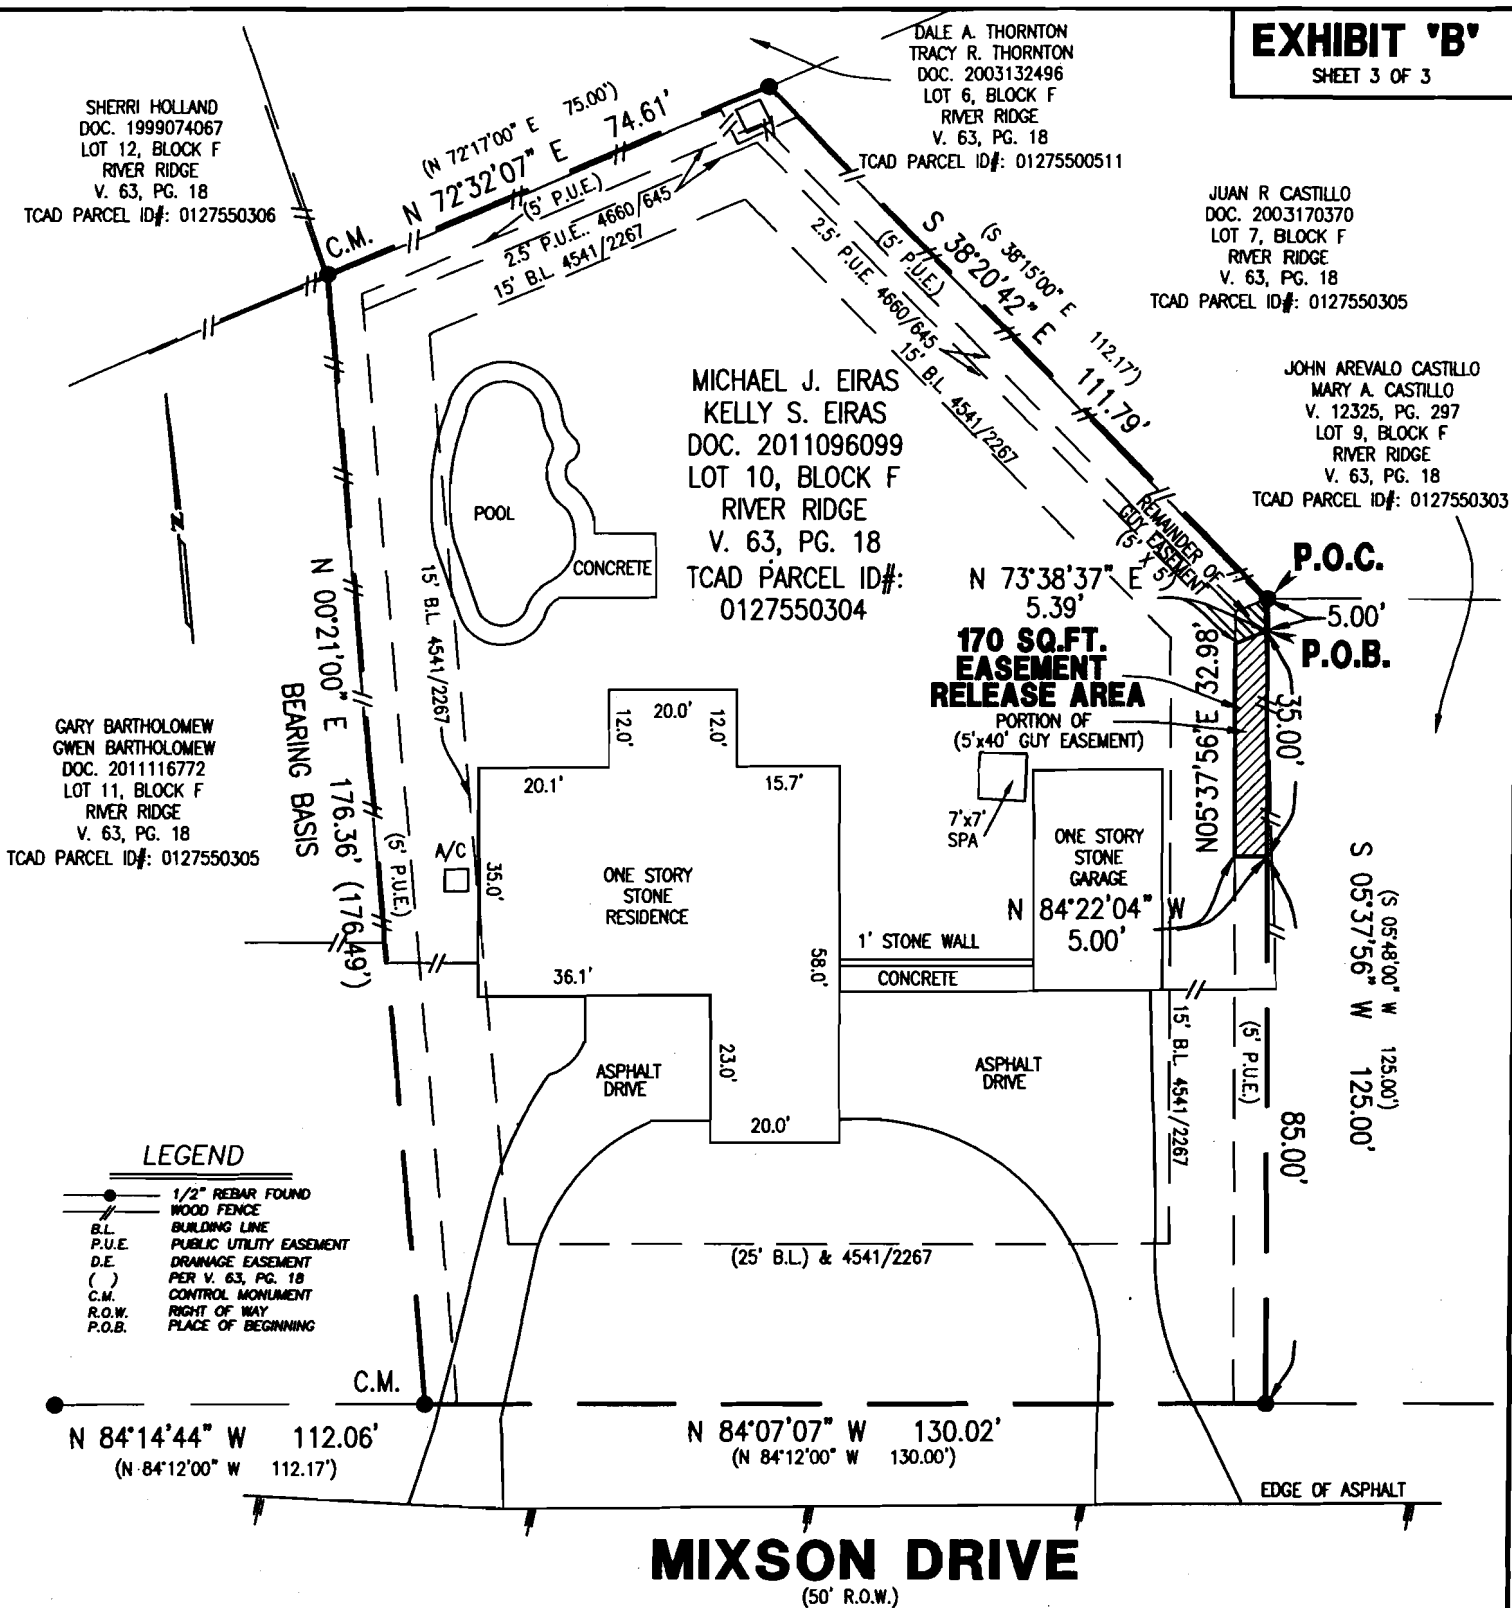 EXHIBIT "B"
SHEET 3 OF 3
DALE A. THORNTON
TRACY R. THORNTON
DOC. 2003132496
LOT 6, BLOCK F
RIVER RIDGE
V. 63, PG. 18
TCAD PARCEL ID#: 01275500511
SHERRI HOLLAND
DOC. 1999074067
LOT 12, BLOCK F
RIVER RIDGE
V. 63, PG. 18
TCAD PARCEL ID#: 0127550306
(N 72°17'00" E 75.00')
N 72°32'07" E 74.61'
(5' P.U.E.)
2.5' P.U.E. 4660/645
15' B.L. 4541/2267
C.M.
JUAN R CASTILLO
DOC. 2003170370
LOT 7, BLOCK F
RIVER RIDGE
V. 63, PG. 18
TCAD PARCEL ID#: 0127550305
(S 38°15'00" E 112.17')
S 38°20'42" E 111.79'
(5' P.U.E.)
2.5' P.U.E. 4660/645
15' B.L. 4541/2267
JOHN AREVALO CASTILLO
MARY A. CASTILLO
V. 12325, PG. 297
LOT 9, BLOCK F
RIVER RIDGE
V. 63, PG. 18
TCAD PARCEL ID#: 0127550303
MICHAEL J. EIRAS
KELLY S. EIRAS
DOC. 2011096099
LOT 10, BLOCK F
RIVER RIDGE
V. 63, PG. 18
TCAD PARCEL ID#:
0127550304
POOL
CONCRETE
N
REMAINDER OF
GUY EASEMENT
(5' X 5')
P.O.C.
5.00'
P.O.B.
N 73°38'37" E
5.39'
170 SQ.FT.
EASEMENT
RELEASE AREA
PORTION OF
(5'x40' GUY EASEMENT)
N05°37'56"E 32.98'
35.00'
N 00°21'00" E 176.36' (176.49')
BEARING BASIS
15' B.L. 4541/2267
(5' P.U.E.)
GARY BARTHOLOMEW
GWEN BARTHOLOMEW
DOC. 2011116772
LOT 11, BLOCK F
RIVER RIDGE
V. 63, PG. 18
TCAD PARCEL ID#: 0127550305
12.0'
20.0'
12.0'
20.1'
15.7'
A/C
35.0'
ONE STORY
STONE
RESIDENCE
36.1'
58.0'
7'x7'
SPA
ONE STORY
STONE
GARAGE
N 84°22'04" W
5.00'
1' STONE WALL
CONCRETE
S 05°37'56" W 125.00'
(S 05°48'00" W 125.00')
ASPHALT
DRIVE
23.0'
20.0'
ASPHALT
DRIVE
15' B.L. 4541/2267
(5' P.U.E.)
85.00'
LEGEND
1/2" REBAR FOUND
WOOD FENCE
B.L. BUILDING LINE
P.U.E. PUBLIC UTILITY EASEMENT
D.E. DRAINAGE EASEMENT
( ) PER V. 63, PG. 18
C.M. CONTROL MONUMENT
R.O.W. RIGHT OF WAY
P.O.B. PLACE OF BEGINNING
(25' B.L.) & 4541/2267
C.M.
N 84°14'44" W 112.06'
(N 84°12'00" W 112.17')
N 84°07'07" W 130.02'
(N 84°12'00" W 130.00')
EDGE OF ASPHALT
MIXSON DRIVE
(50' R.O.W.)